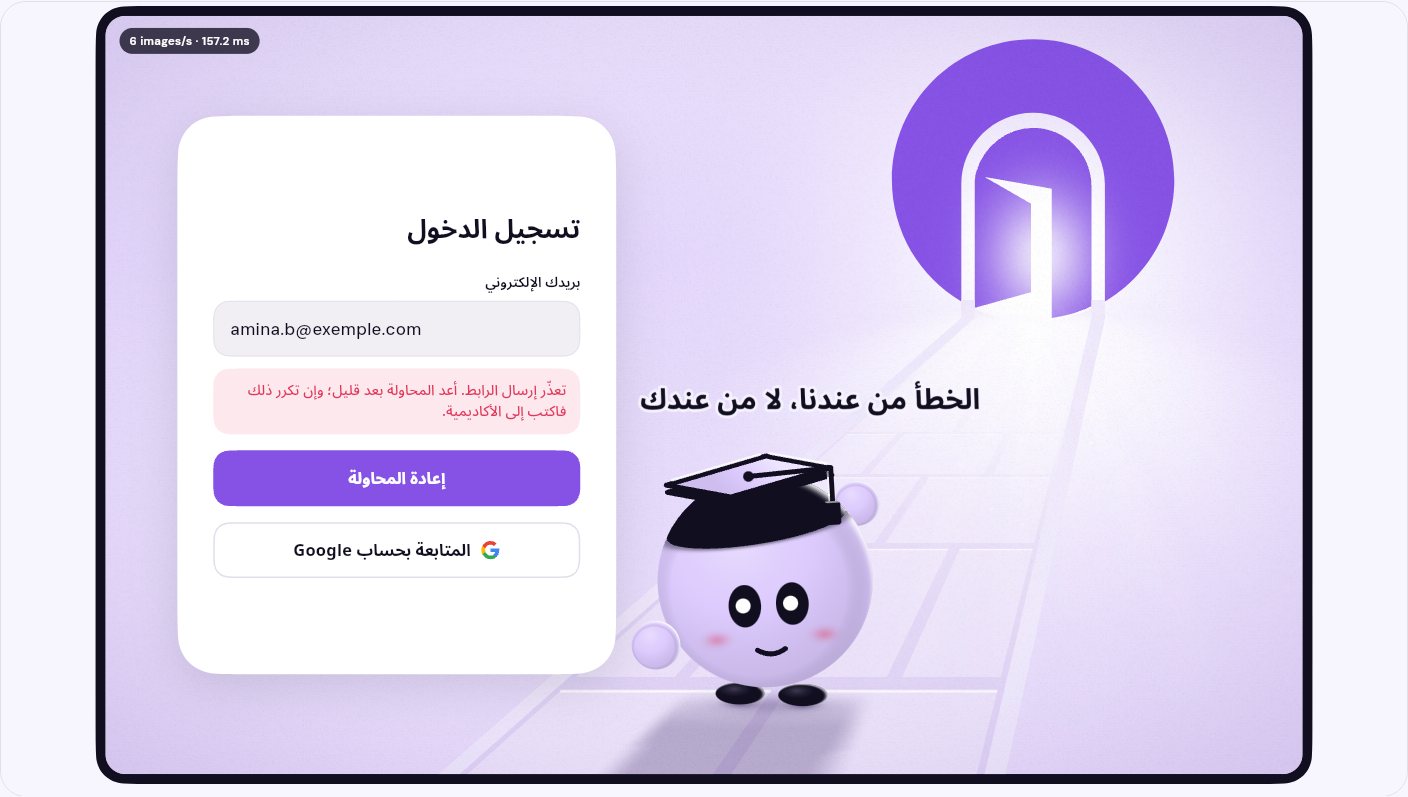 6 images/s · 157.2 ms
تسجيل الدخول
بريدك الإلكتروني
amina.b@exemple.com
تعذّر إرسال الرابط. أعد المحاولة بعد قليل؛ وإن تكرر ذلك
فاكتب إلى الأكاديمية.
إعادة المحاولة
المتابعة بحساب Google
الخطأ من عندنا، لا من عندك